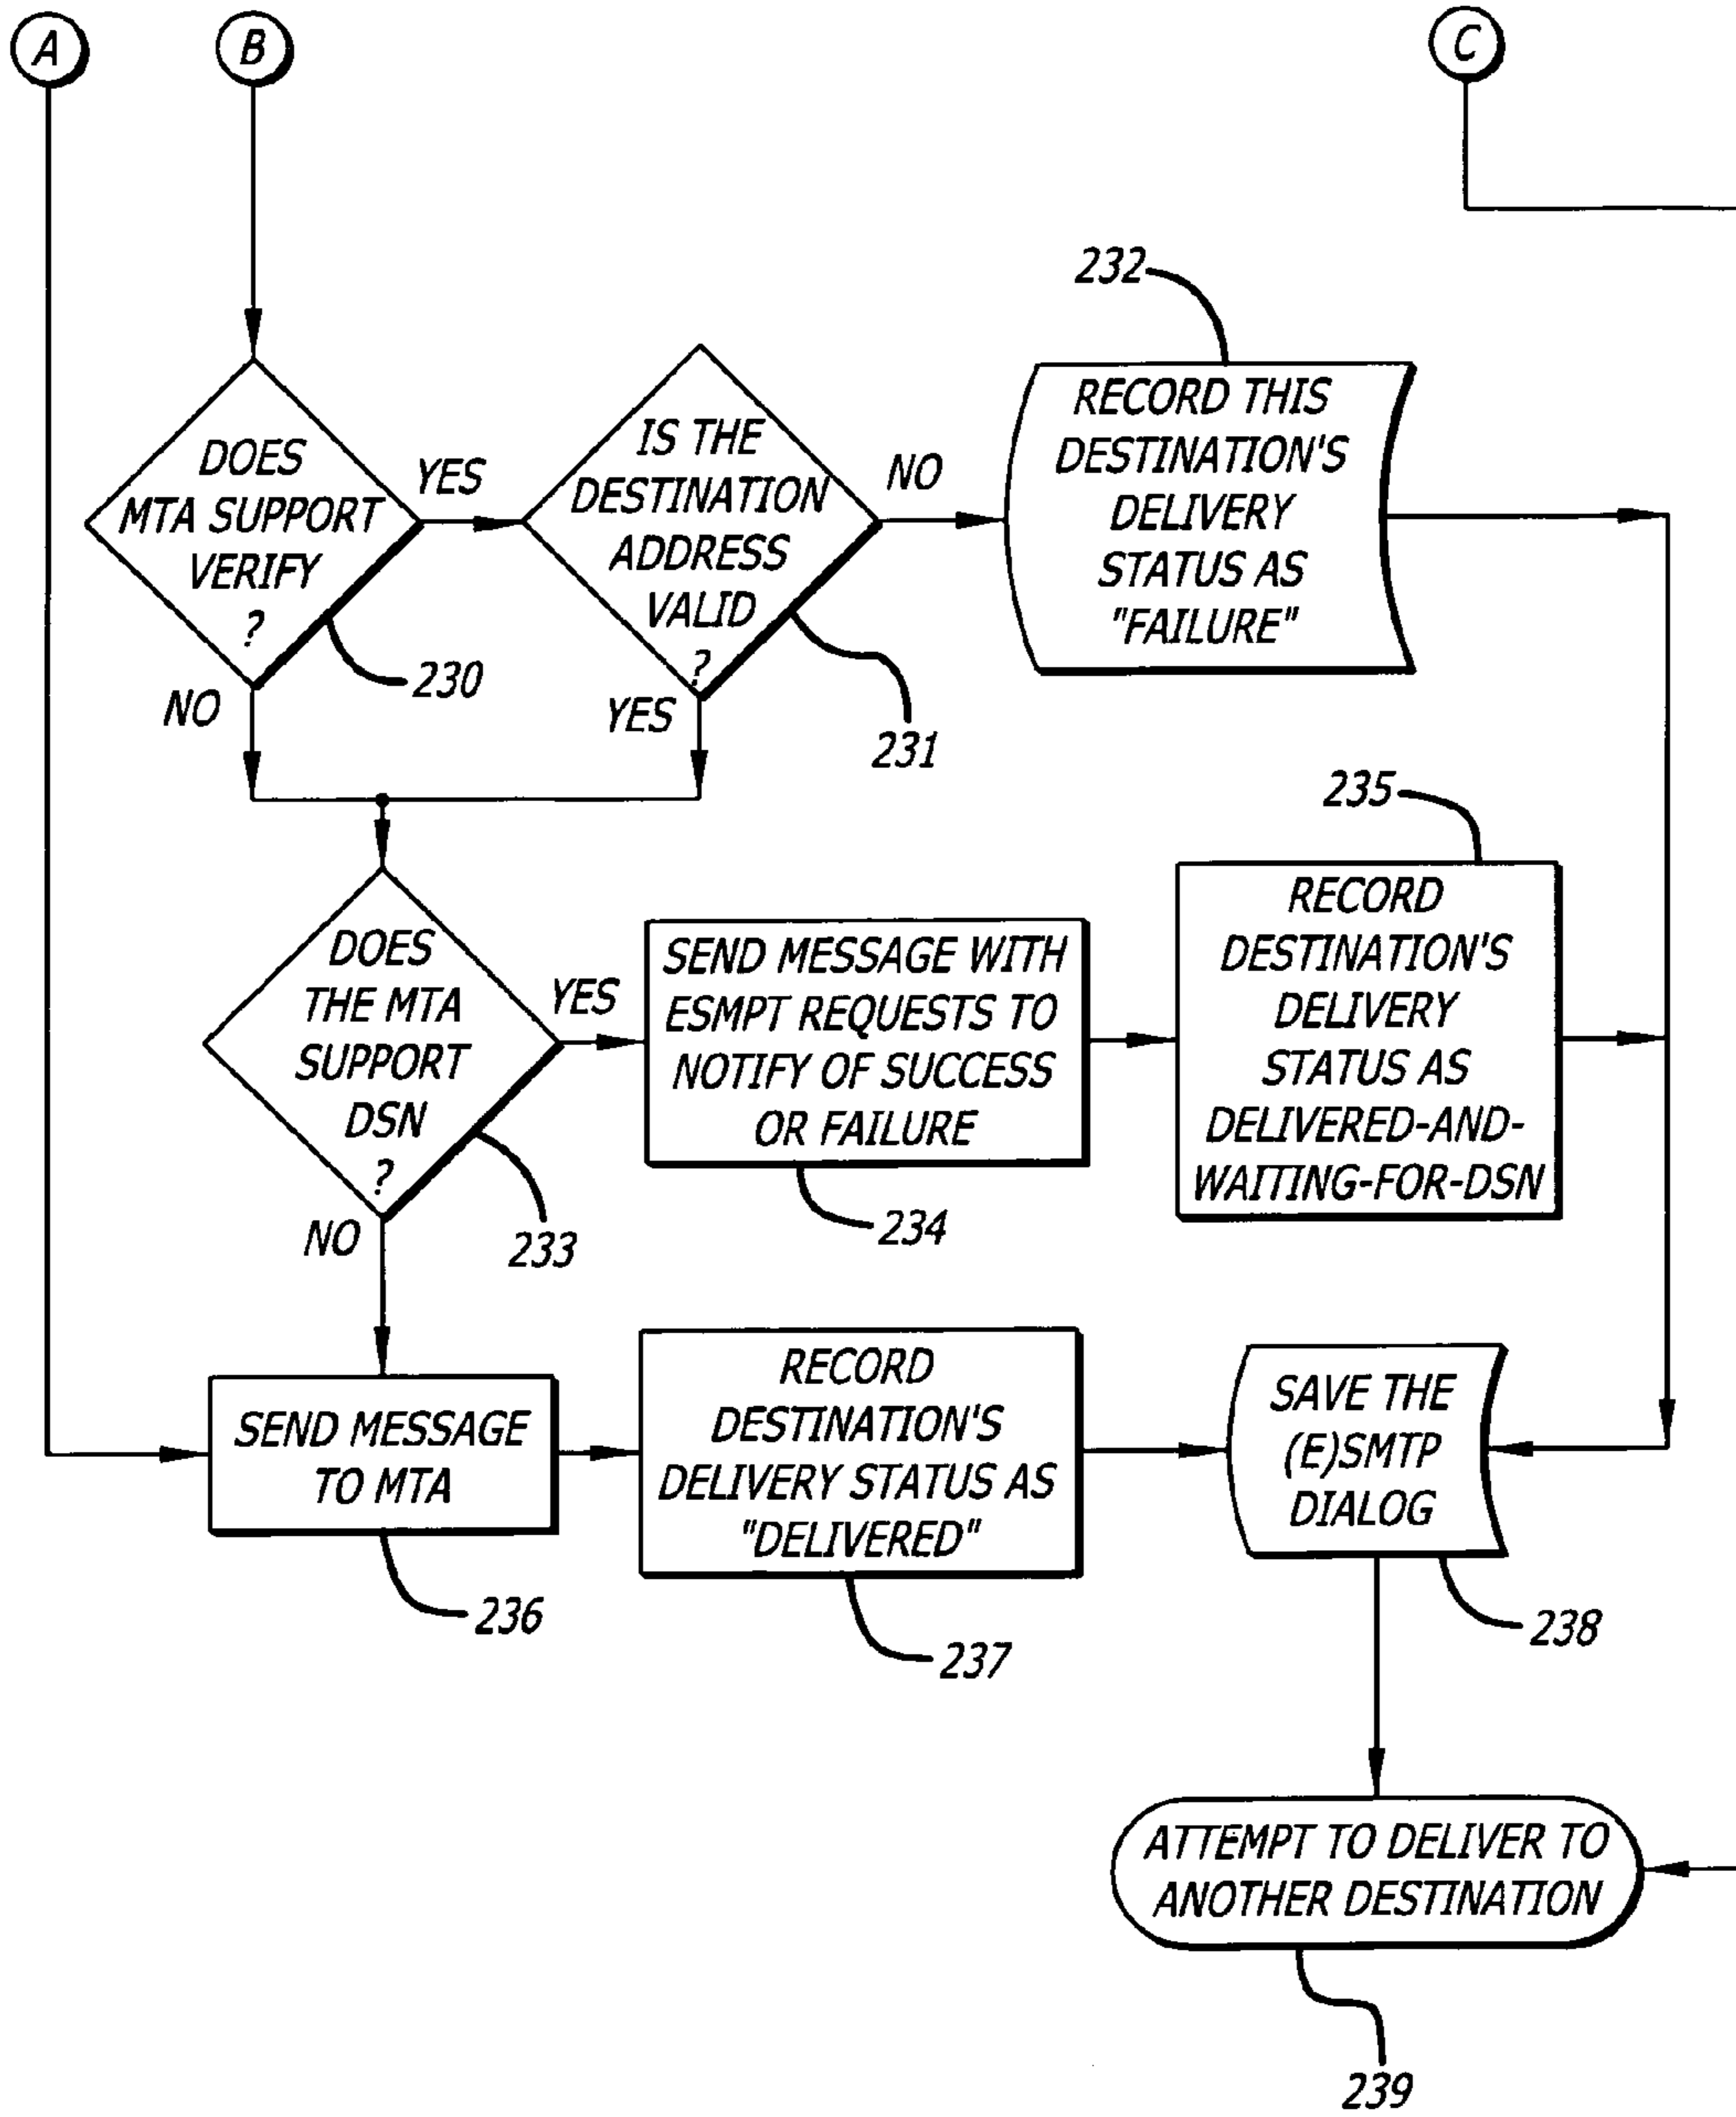 A
B
C
232
RECORD THIS
DESTINATION'S
DELIVERY
STATUS AS
"FAILURE"
DOES
MTA SUPPORT
VERIFY
?
YES
IS THE
DESTINATION
ADDRESS
VALID
?
NO
230
NO
YES
231
235
RECORD
DESTINATION'S
DELIVERY
STATUS AS
DELIVERED-AND-
WAITING-FOR-DSN
DOES
THE MTA
SUPPORT
DSN
?
YES
SEND MESSAGE WITH
ESMPT REQUESTS TO
NOTIFY OF SUCCESS
OR FAILURE
234
NO
233
SEND MESSAGE
TO MTA
236
RECORD
DESTINATION'S
DELIVERY STATUS AS
"DELIVERED"
237
SAVE THE
(E)SMTP
DIALOG
238
ATTEMPT TO DELIVER TO
ANOTHER DESTINATION
239